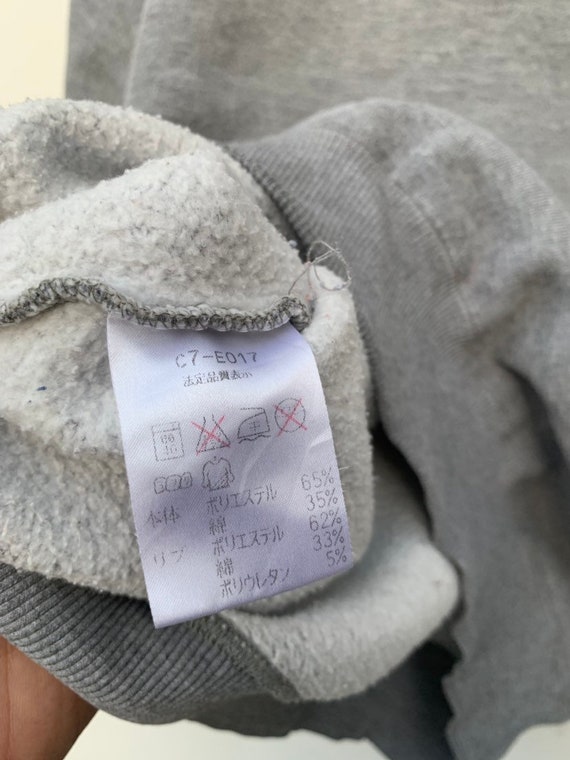 C7-E017
法定品質表示
本体 ポリエステル 65%
綿 35%
リブ ポリエステル 62%
綿 33%
ポリウレタン 5%